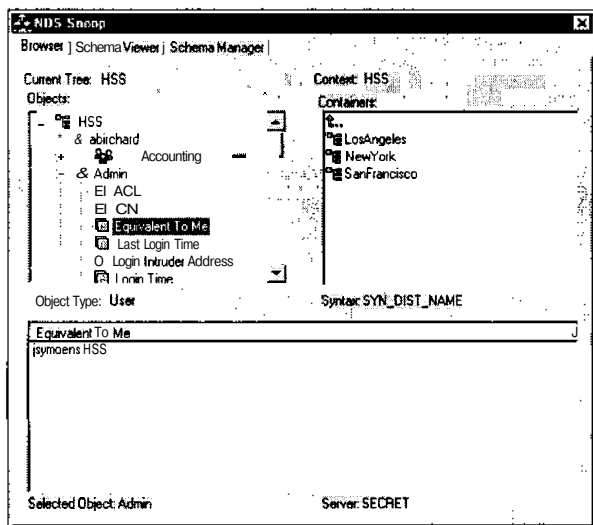 NDS Snoop
Browser Schema Viewer Schema Manager
Current Tree: HSS Context: HSS
Objects: Containers:
HSS
abirchard
Accounting
Admin
ACL
CN
Equivalent To Me
Last Login Time
Login Intruder Address
Login Time
..
LosAngeles
NewYork
SanFrancisco
Object Type: User Syntax: SYN_DIST_NAME
Equivalent To Me
jsymoens HSS
Selected Object: Admin Server: SECRET